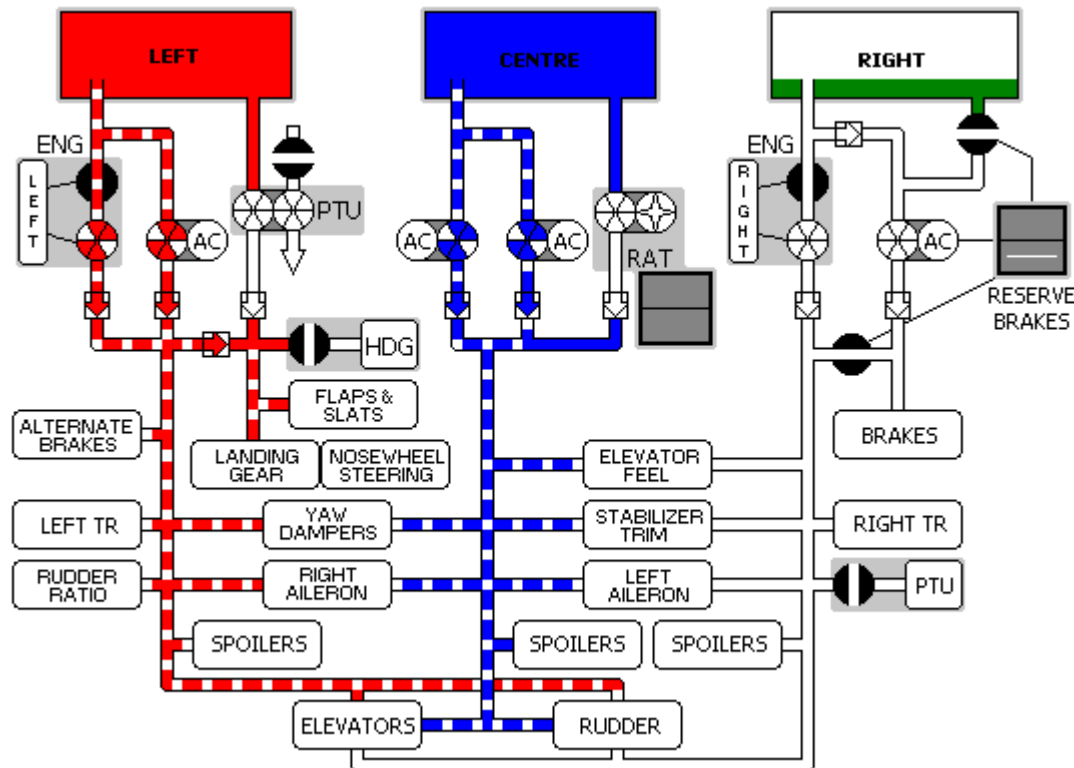 LEFT
CENTRE
RIGHT
ENG
LEFT
PTU
AC
AC
AC
RAT
ENG
RIGHT
AC
RESERVE
BRAKES
HDG
FLAPS &
SLATS
ALTERNATE
BRAKES
LANDING
GEAR
NOSEWHEEL
STEERING
ELEVATOR
FEEL
BRAKES
LEFT TR
YAW
DAMPERS
STABILIZER
TRIM
RIGHT TR
RUDDER
RATIO
RIGHT
AILERON
LEFT
AILERON
PTU
SPOILERS
SPOILERS
SPOILERS
ELEVATORS
RUDDER